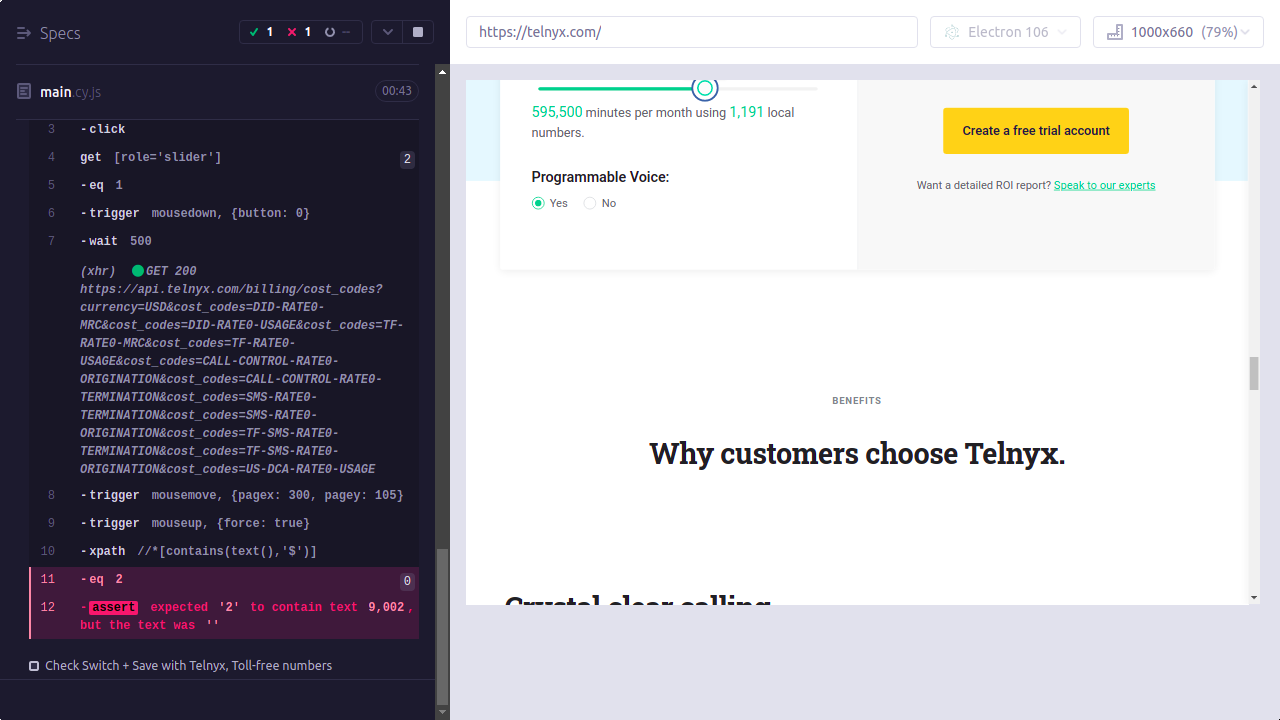 Specs
1 1 --
https://telnyx.com/
Electron 106
1000x660 (79%)
main.cy.js
00:43
3 -click
4 get [role='slider'] 2
5 -eq 1
6 -trigger mousedown, {button: 0}
7 -wait 500
(xhr) GET 200
https://api.telnyx.com/billing/cost_codes?
currency=USD&cost_codes=DID-RATE0-
MRC&cost_codes=DID-RATE0-USAGE&cost_codes=TF-
RATE0-MRC&cost_codes=TF-RATE0-
USAGE&cost_codes=CALL-CONTROL-RATE0-
ORIGINATION&cost_codes=CALL-CONTROL-RATE0-
TERMINATION&cost_codes=SMS-RATE0-
TERMINATION&cost_codes=SMS-RATE0-
ORIGINATION&cost_codes=TF-SMS-RATE0-
TERMINATION&cost_codes=TF-SMS-RATE0-
ORIGINATION&cost_codes=US-DCA-RATE0-USAGE
8 -trigger mousemove, {pagex: 300, pagey: 105}
9 -trigger mouseup, {force: true}
10 -xpath //*[contains(text(),'$')]
11 -eq 2 0
12 -assert expected '2' to contain text 9,002,
but the text was ''
Check Switch + Save with Telnyx, Toll-free numbers
595,500 minutes per month using 1,191 local
numbers.
Programmable Voice:
Yes No
Create a free trial account
Want a detailed ROI report? Speak to our experts
BENEFITS
Why customers choose Telnyx.
Crystal clear calling